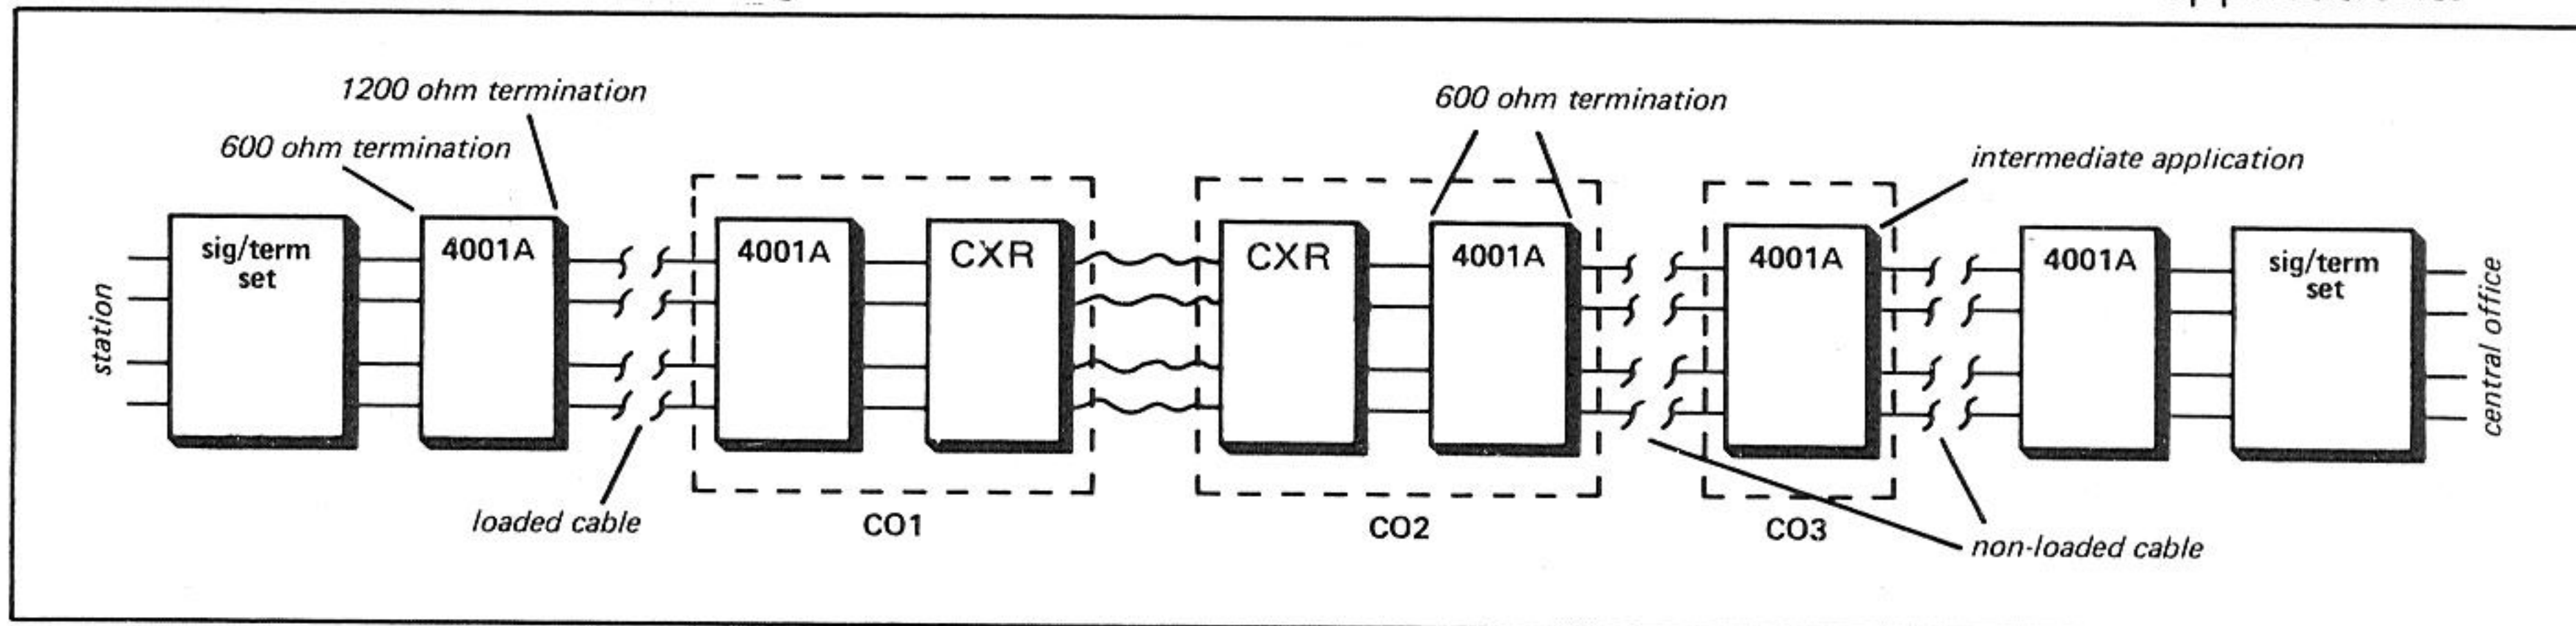 1200 ohm termination
600 ohm termination
600 ohm termination
intermediate application
station
sig/term
set
4001A
4001A
CXR
CXR
4001A
4001A
4001A
sig/term
set
central office
loaded cable
CO1
CO2
CO3
non-loaded cable